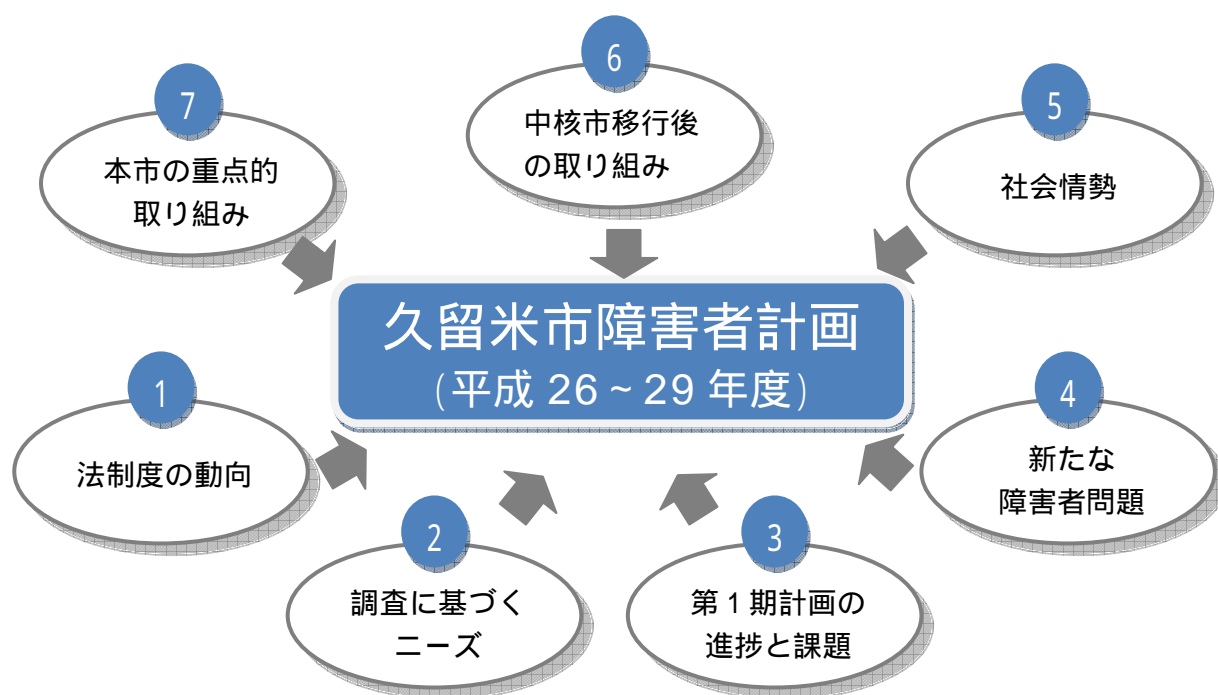 6
中核市移行後
の取り組み
7
本市の重点的
取り組み
5
社会情勢
久留米市障害者計画
(平成 26～29 年度)
1
法制度の動向
4
新たな
障害者問題
2
調査に基づく
ニーズ
3
第１期計画の
進捗と課題